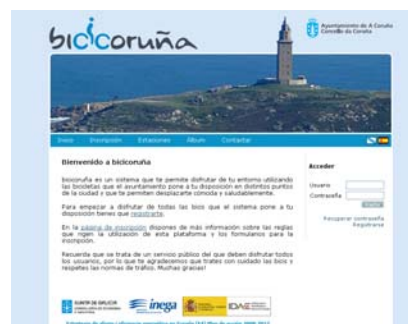 bicicoruña
Ayuntamiento de A Coruña
Concello da Coruña
Inicio Inscripción Estaciones Álbum Contactar
Bienvenido a bicicoruña
bicicoruña es un sistema que te permite disfrutar de tu entorno utilizando
las bicicletas que el ayuntamiento pone a tu disposición en distintos puntos
de la ciudad y que te permiten desplazarte cómoda y saludablemente.
Para empezar a disfrutar de todas las bicis que el sistema pone a tu
disposición tienes que registrarte.
En la página de inscripción dispones de más información sobre las reglas
que rigen la utilización de esta plataforma y los formularios para la
inscripción.
Recuerda que se trata de un servicio público del que deben disfrutar todos
los usuarios, por lo que te agradecemos que trates con cuidado las bicis y
respetes las normas de tráfico. Muchas gracias!
Acceder
Usuario
Contraseña
Recuperar contraseña
Registrarse
XUNTA DE GALICIA
inega
IDAE